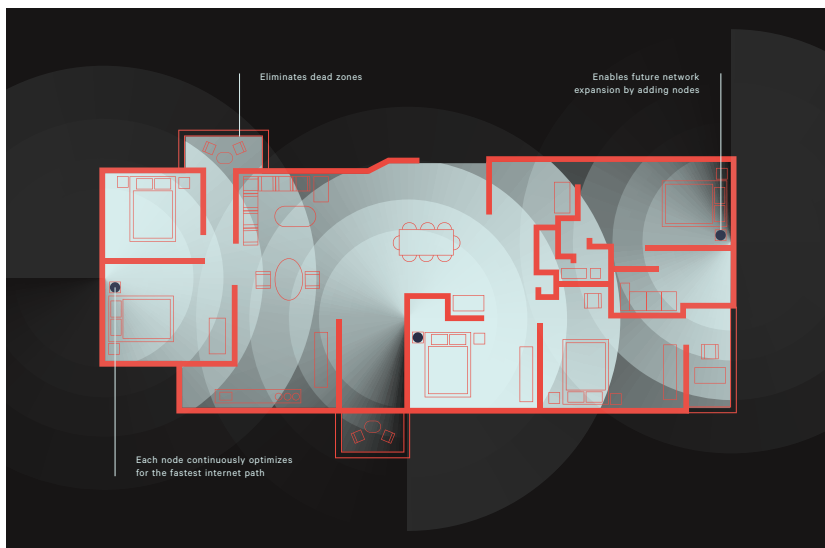 Eliminates dead zones
Enables future network
expansion by adding nodes
Each node continuously optimizes
for the fastest internet path